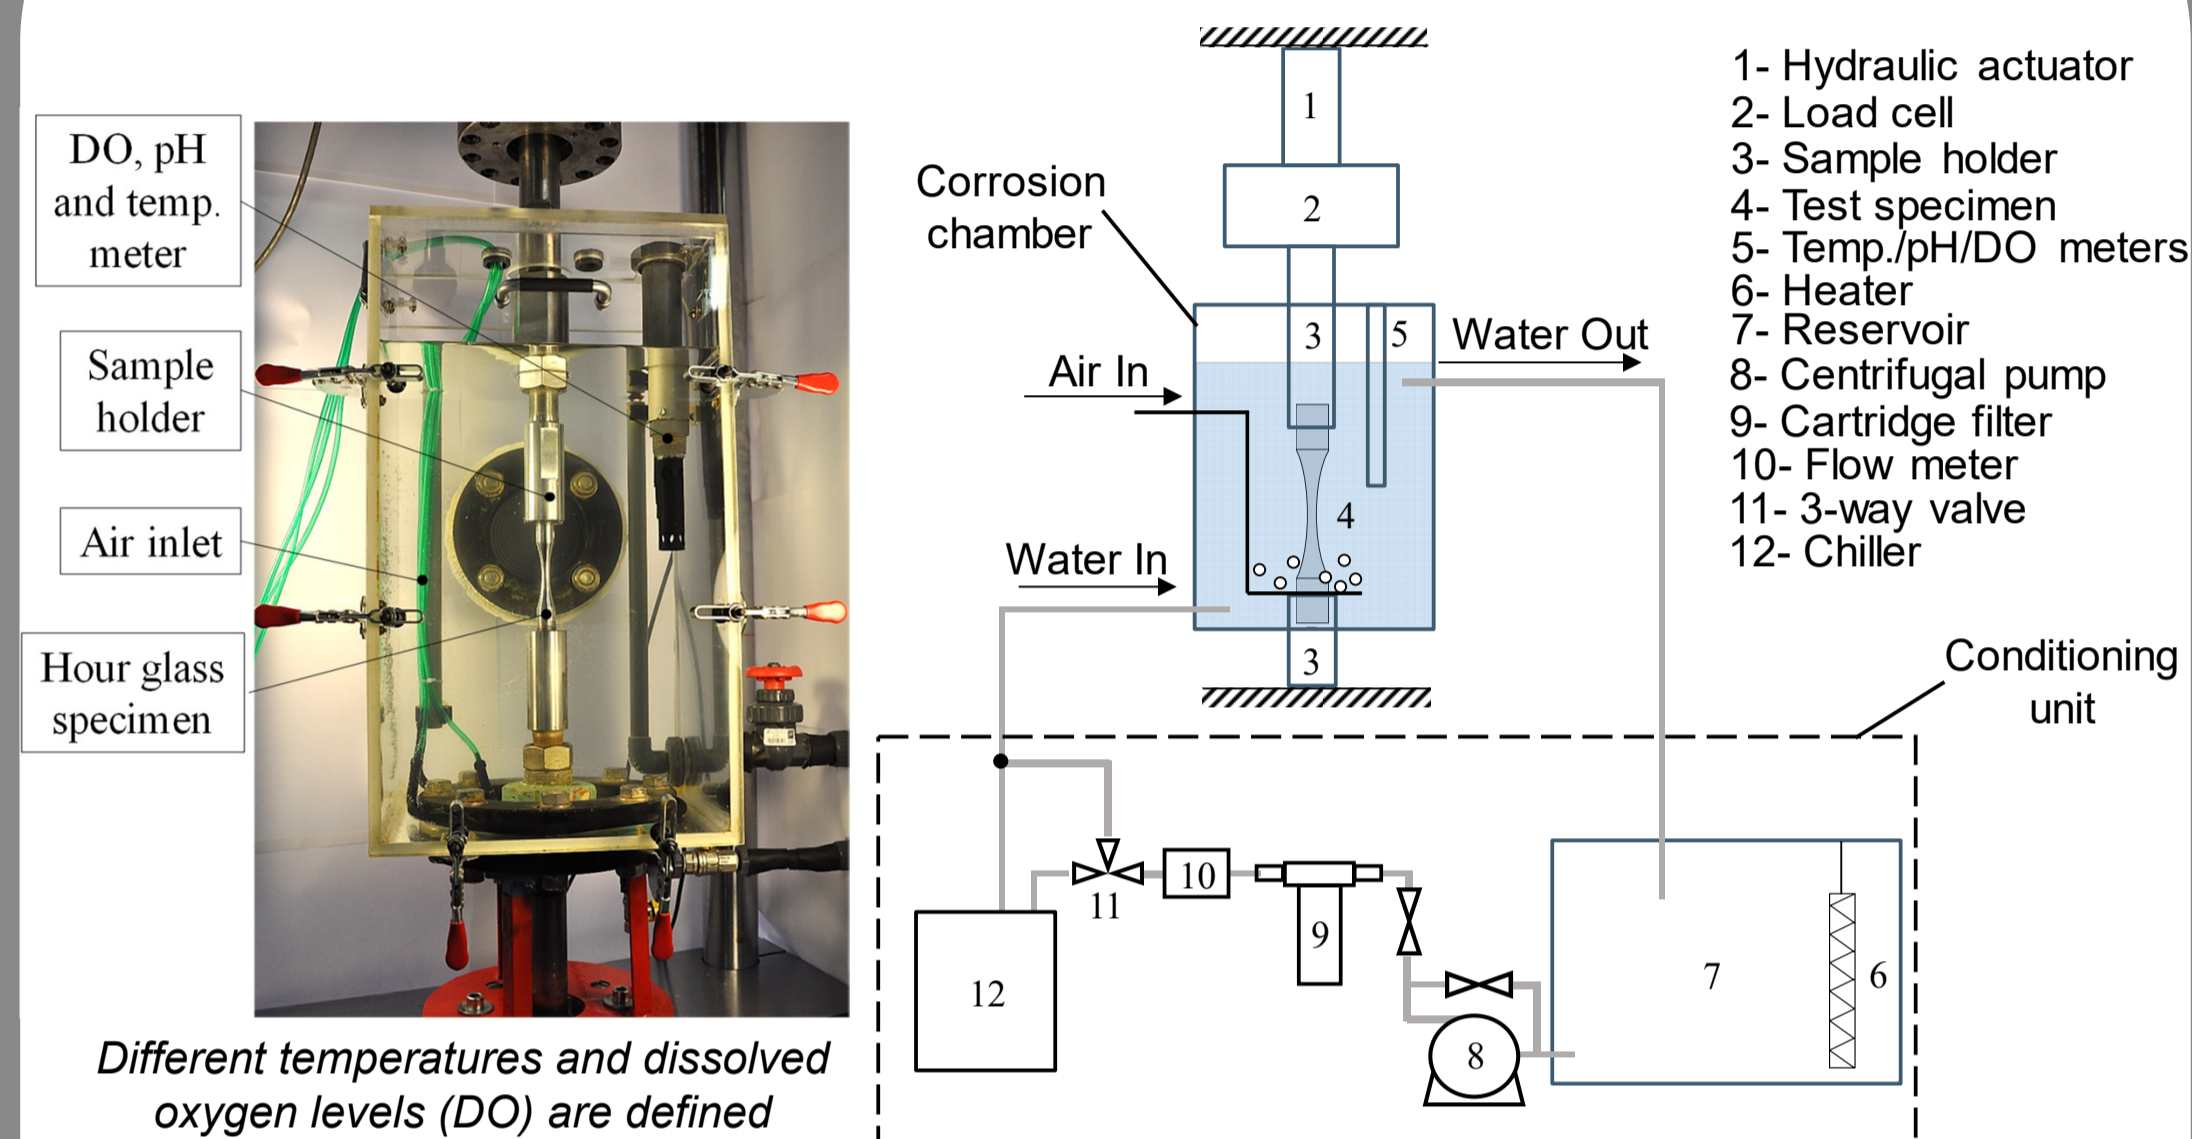 DO, pH
and temp.
meter
Sample
holder
Air inlet
Hour glass
specimen
Different temperatures and dissolved
oxygen levels (DO) are defined
Corrosion
chamber
1
2
3
5
Water Out
Air In
4
Water In
3
1- Hydraulic actuator
2- Load cell
3- Sample holder
4- Test specimen
5- Temp./pH/DO meters
6- Heater
7- Reservoir
8- Centrifugal pump
9- Cartridge filter
10- Flow meter
11- 3-way valve
12- Chiller
Conditioning
unit
10
11
9
12
8
7
6